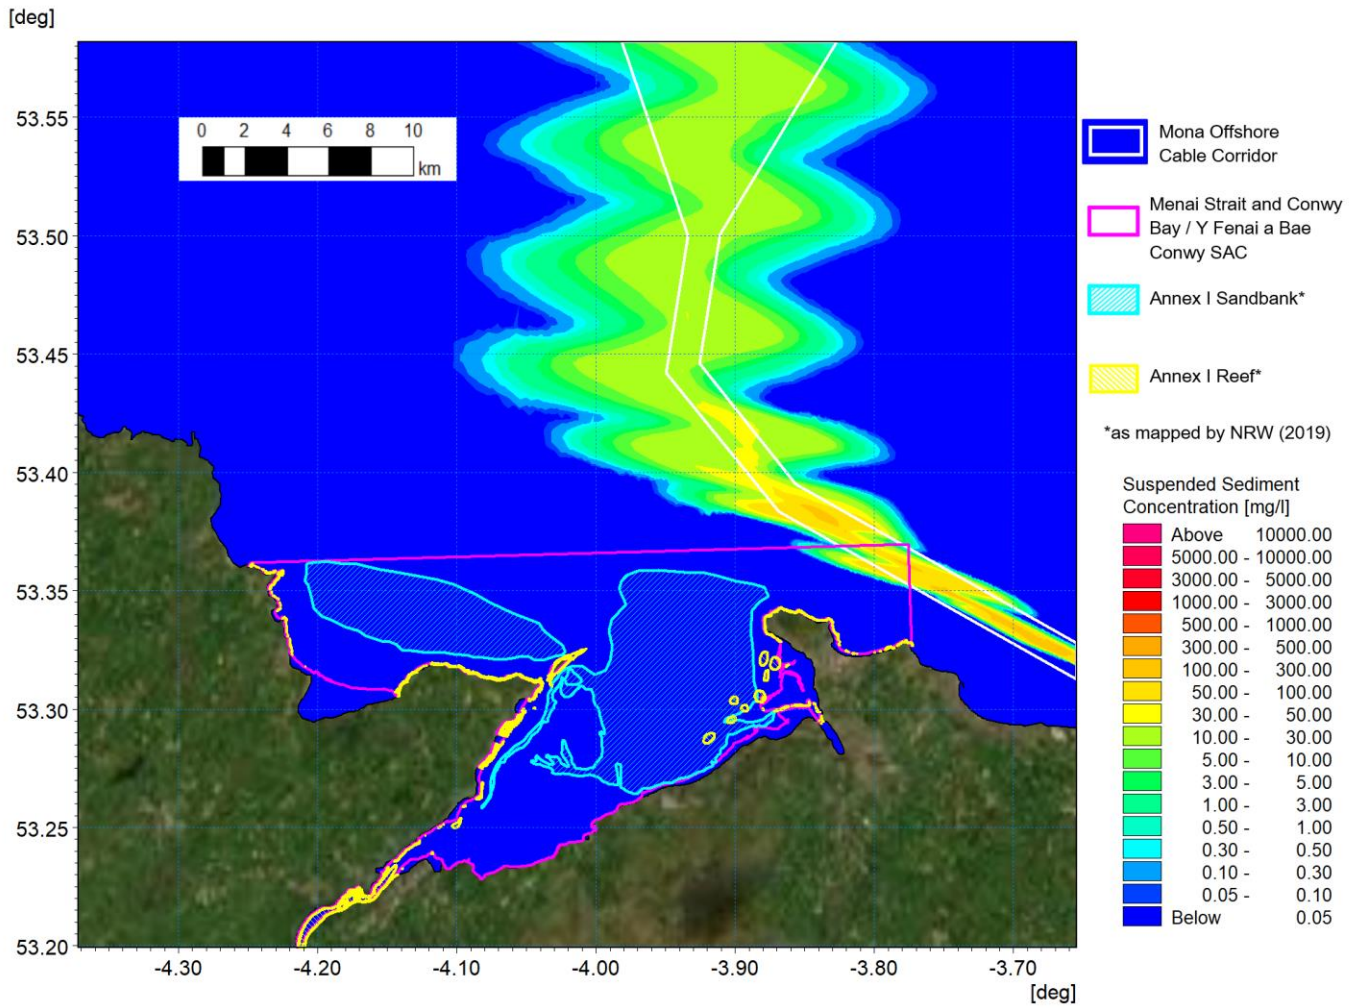 [deg]
53.55
53.50
53.45
53.40
53.35
53.30
53.25
53.20
0 2 4 6 8 10
km
-4.30 -4.20 -4.10 -4.00 -3.90 -3.80 -3.70
[deg]
Mona Offshore
Cable Corridor
Menai Strait and Conwy
Bay / Y Fenai a Bae
Conwy SAC
Annex I Sandbank*
Annex I Reef*
*as mapped by NRW (2019)
Suspended Sediment
Concentration [mg/l]
Above 10000.00
5000.00 - 10000.00
3000.00 - 5000.00
1000.00 - 3000.00
500.00 - 1000.00
300.00 - 500.00
100.00 - 300.00
50.00 - 100.00
30.00 - 50.00
10.00 - 30.00
5.00 - 10.00
3.00 - 5.00
1.00 - 3.00
0.50 - 1.00
0.30 - 0.50
0.10 - 0.30
0.05 - 0.10
Below 0.05